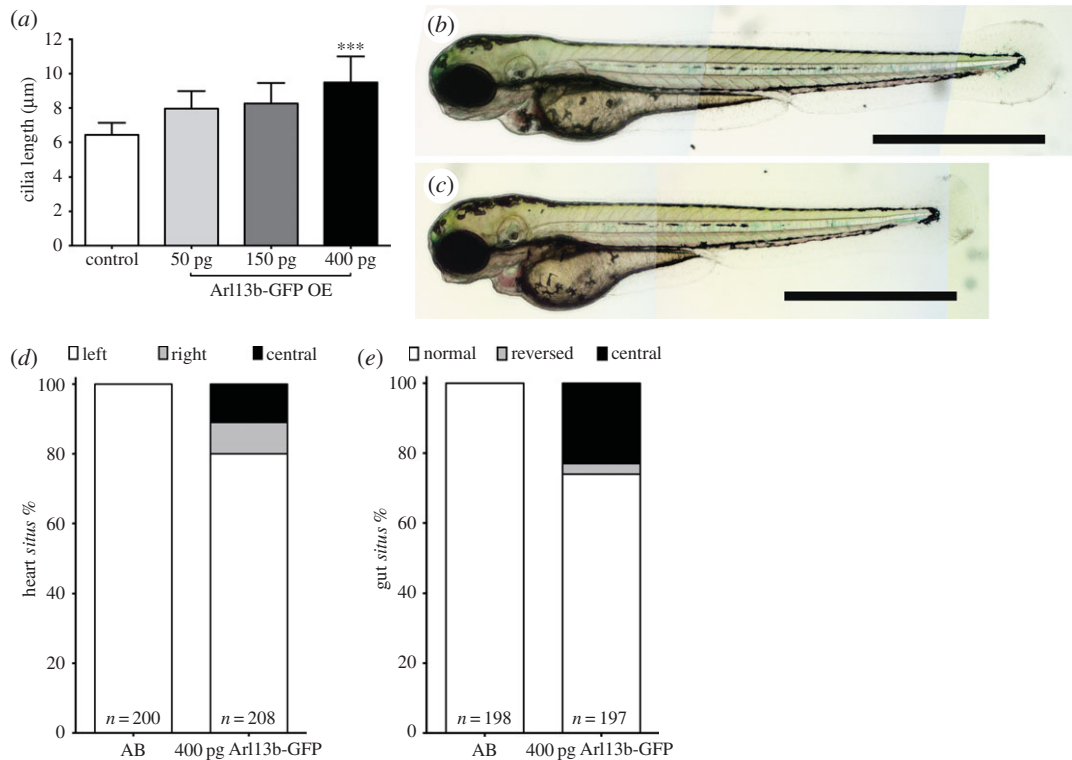 (a)
12
10
8
6
4
2
0
cilia length (µm)
***
control 50 pg 150 pg 400 pg
Arl13b-GFP OE
(b)
(c)
(d) left right central
100
80
60
40
20
0
heart situs %
n = 200 n = 208
AB 400 pg Arl13b-GFP
(e) normal reversed central
100
80
60
40
20
0
gut situs %
n = 198 n = 197
AB 400 pg Arl13b-GFP